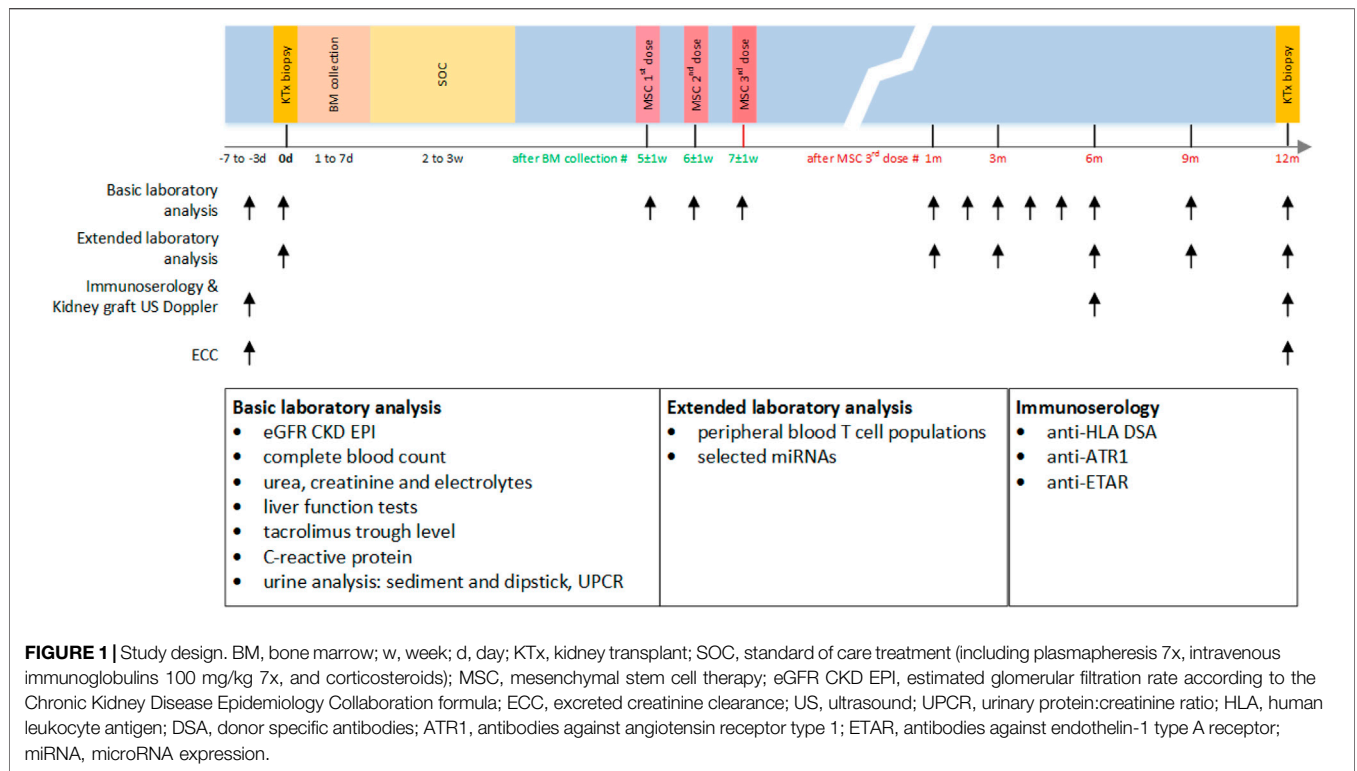 KTx biopsy
BM collection
SOC
MSC 1st dose
MSC 2nd dose
MSC 3rd dose
KTx biopsy
-7 to -3d 0d 1 to 7d 2 to 3w after BM collection # 5±1w 6±1w 7±1w after MSC 3rd dose # 1m 3m 6m 9m 12m
Basic laboratory
analysis
Extended laboratory
analysis
Immunoserology &
Kidney graft US Doppler
ECC
Basic laboratory analysis
• eGFR CKD EPI
• complete blood count
• urea, creatinine and electrolytes
• liver function tests
• tacrolimus trough level
• C-reactive protein
• urine analysis: sediment and dipstick, UPCR
Extended laboratory analysis
• peripheral blood T cell populations
• selected miRNAs
Immunoserology
• anti-HLA DSA
• anti-ATR1
• anti-ETAR
FIGURE 1 | Study design. BM, bone marrow; w, week; d, day; KTx, kidney transplant; SOC, standard of care treatment (including plasmapheresis 7x, intravenous
immunoglobulins 100 mg/kg 7x, and corticosteroids); MSC, mesenchymal stem cell therapy; eGFR CKD EPI, estimated glomerular filtration rate according to the
Chronic Kidney Disease Epidemiology Collaboration formula; ECC, excreted creatinine clearance; US, ultrasound; UPCR, urinary protein:creatinine ratio; HLA, human
leukocyte antigen; DSA, donor specific antibodies; ATR1, antibodies against angiotensin receptor type 1; ETAR, antibodies against endothelin-1 type A receptor;
miRNA, microRNA expression.